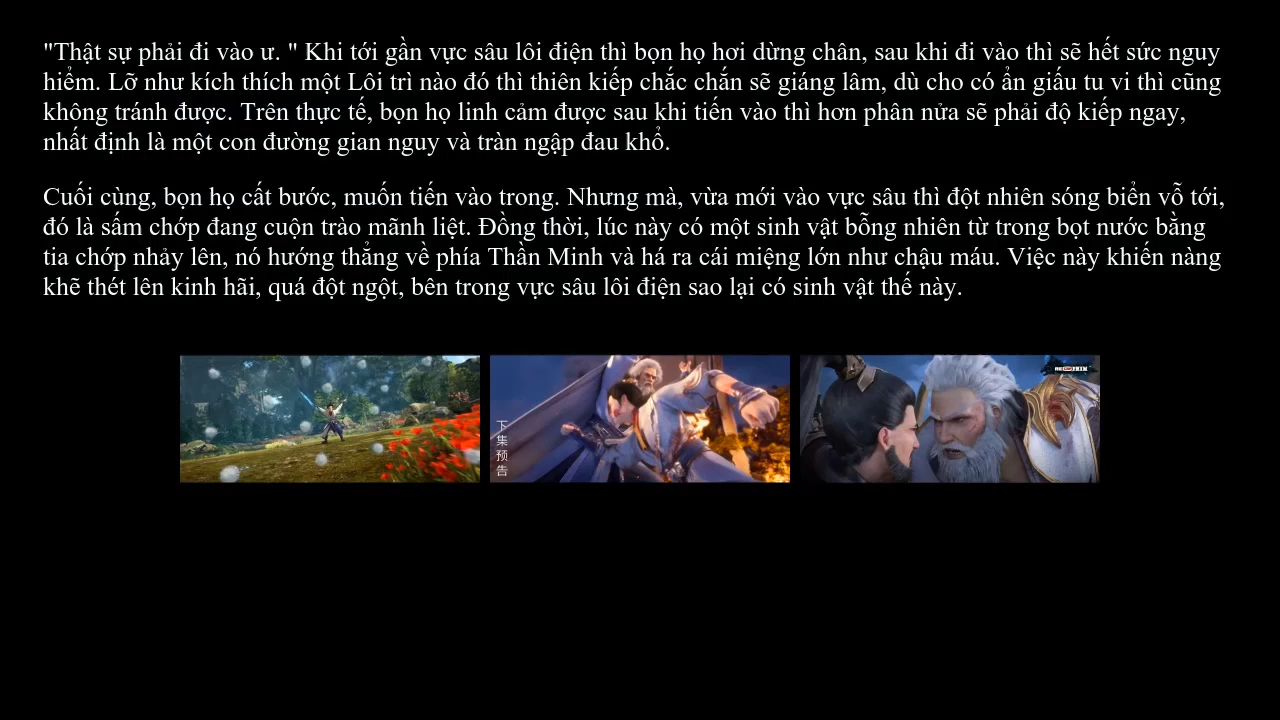 "Thật sự phải đi vào ư. " Khi tới gần vực sâu lôi điện thì bọn họ hơi dừng chân, sau khi đi vào thì sẽ hết sức nguy
hiểm. Lỡ như kích thích một Lôi trì nào đó thì thiên kiếp chắc chắn sẽ giáng lâm, dù cho có ẩn giấu tu vi thì cũng
không tránh được. Trên thực tế, bọn họ linh cảm được sau khi tiến vào thì hơn phân nửa sẽ phải độ kiếp ngay,
nhất định là một con đường gian nguy và tràn ngập đau khổ.
Cuối cùng, bọn họ cất bước, muốn tiến vào trong. Nhưng mà, vừa mới vào vực sâu thì đột nhiên sóng biển vỗ tới,
đó là sấm chớp đang cuộn trào mãnh liệt. Đồng thời, lúc này có một sinh vật bỗng nhiên từ trong bọt nước bằng
tia chớp nhảy lên, nó hướng thẳng về phía Thần Minh và há ra cái miệng lớn như chậu máu. Việc này khiến nàng
khẽ thét lên kinh hãi, quá đột ngột, bên trong vực sâu lôi điện sao lại có sinh vật thế này.
下集预告